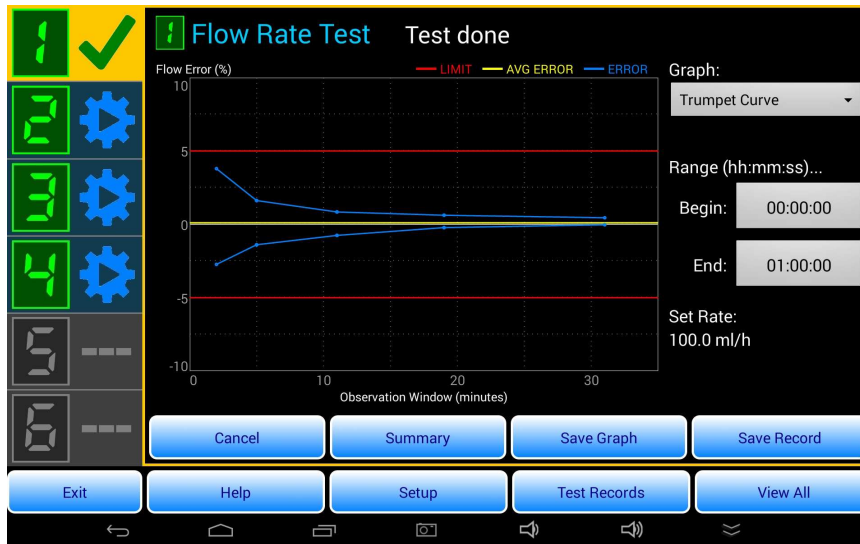 1
1 Flow Rate Test Test done
Flow Error (%)
LIMIT AVG ERROR ERROR
Graph:
Trumpet Curve
10
5
0
-5
-10
0 10 20 30
Observation Window (minutes)
Range (hh:mm:ss)...
Begin: 00:00:00
End: 01:00:00
Set Rate:
100.0 ml/h
2
3
4
5 ---
6 ---
Cancel Summary Save Graph Save Record
Exit Help Setup Test Records View All